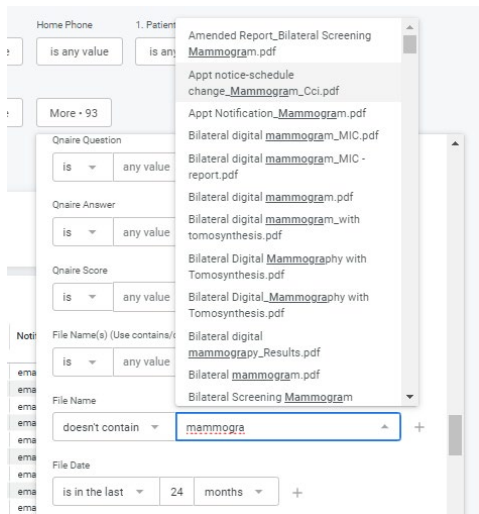 Home Phone
1. Patient
is any value
is any
More • 93
Amended Report_Bilateral Screening
Mammogram.pdf
Appt notice-schedule
change_Mammogram_Cci.pdf
Appt Notification_Mammogram.pdf
Bilateral digital mammogram_MIC.pdf
Bilateral digital mammogram_MIC -
report.pdf
Bilateral digital mammogram.pdf
Bilateral digital mammogram_with
tomosynthesis.pdf
Bilateral Digital Mammography with
Tomosynthesis.pdf
Bilateral Digital_Mammography with
Tomosynthesis.pdf
Bilateral digital
mammograpy_Results.pdf
Bilateral mammogram.pdf
Bilateral Screening Mammogram
Qnaire Question
is
any value
Qnaire Answer
is
any value
Qnaire Score
is
any value
File Name(s) (Use contains/
is
any value
File Name
doesn't contain
mammogra
+
File Date
is in the last
24
months
+
Notif
ema
ema
ema
ema
ema
ema
ema
ema
ema